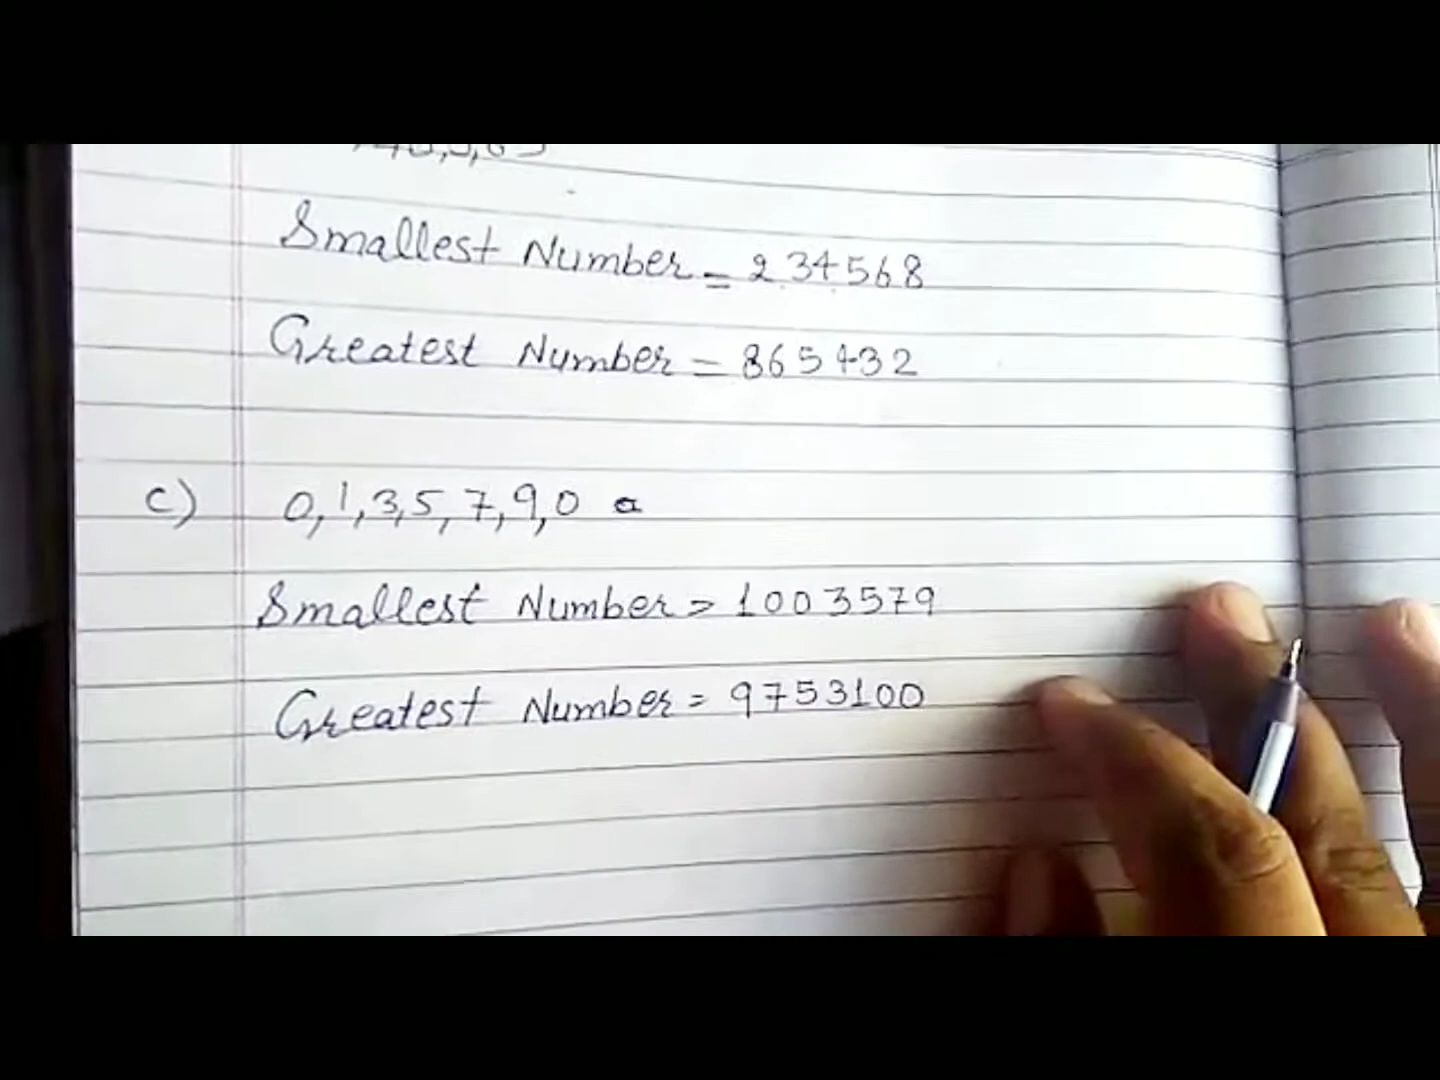 Smallest Number = 234568
Greatest Number = 865432
c) 0,1,3,5,7,9,0
Smallest Number = 1003579
Greatest Number = 9753100